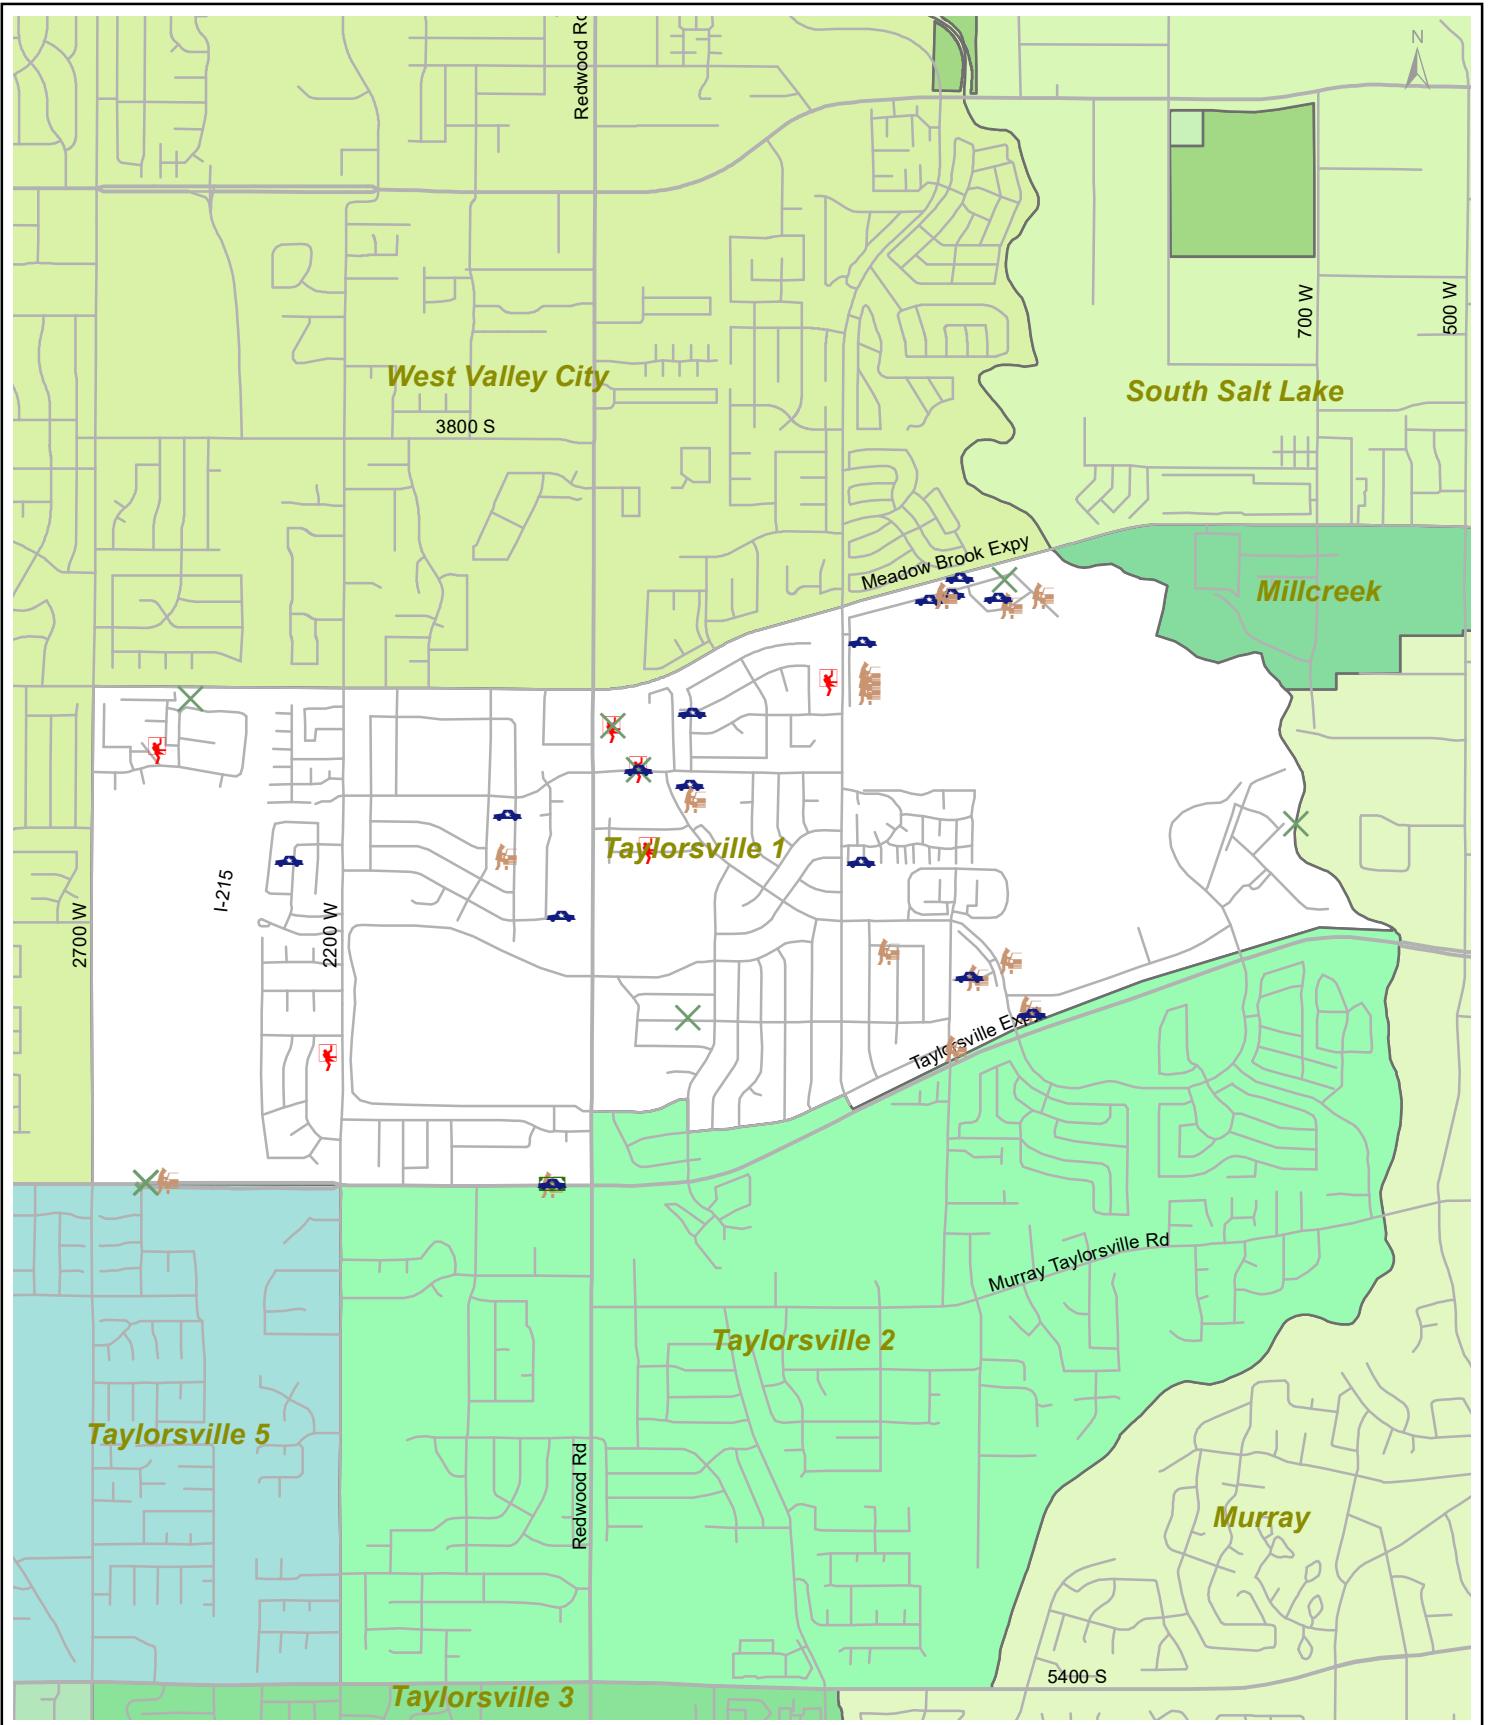 Redwood Rd
N
700 W
500 W
West Valley City
South Salt Lake
3800 S
Meadow Brook Expy
Millcreek
Taylorsville 1
I-215
2700 W
2200 W
Taylorsville Expy
Murray Taylorsville Rd
Taylorsville 2
Taylorsville 5
Redwood Rd
Murray
5400 S
Taylorsville 3